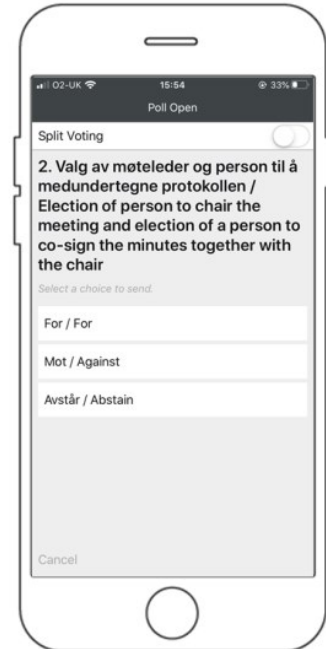 O2-UK 15:54 33%
Poll Open
Split Voting
2. Valg av møteleder og person til å
medundertegne protokollen /
Election of person to chair the
meeting and election of a person to
co-sign the minutes together with
the chair
Select a choice to send.
For / For
Mot / Against
Avstår / Abstain
Cancel